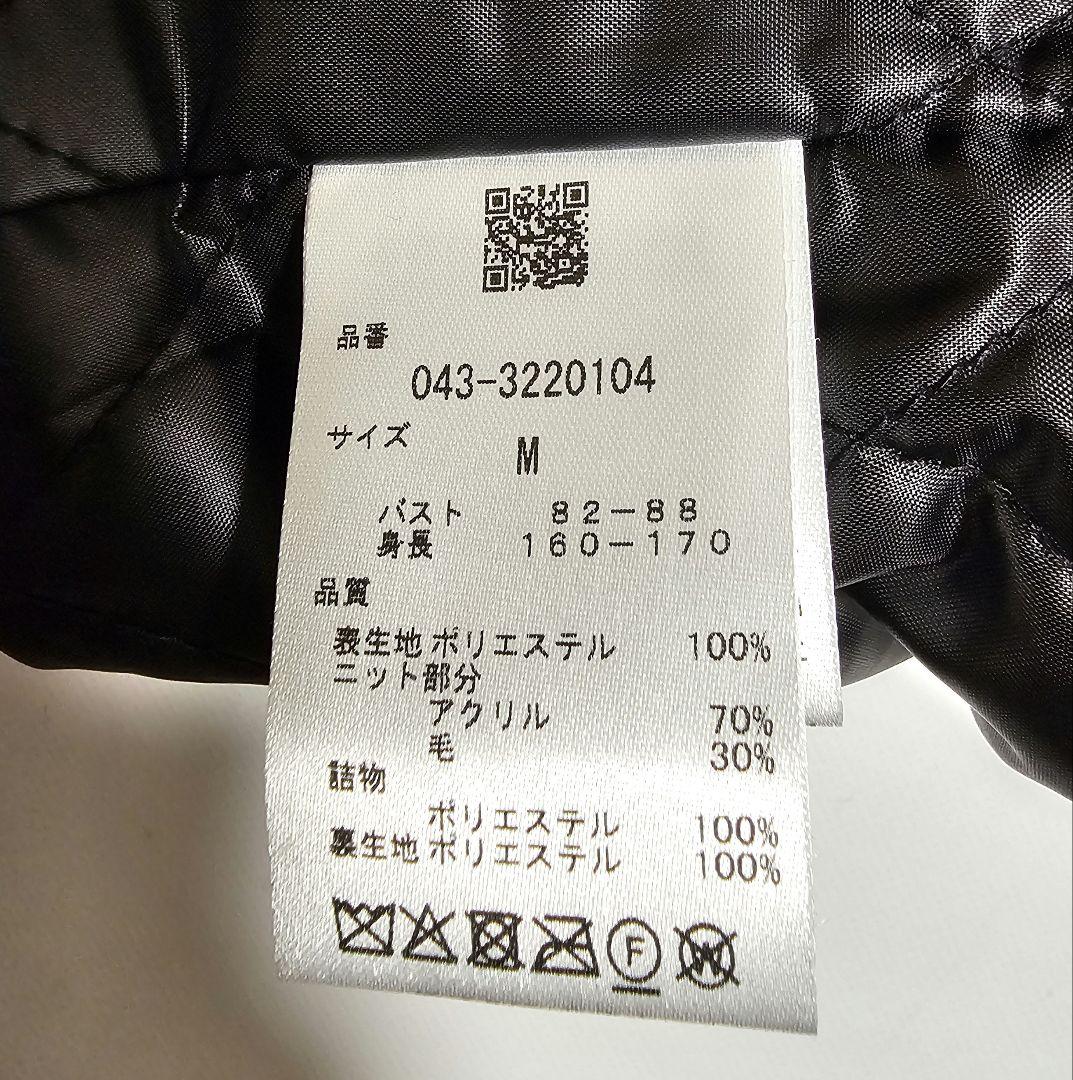 品番
043-3220104
サイズ
M
バスト 82-88
身長 160-170
品質
表生地 ポリエステル 100%
ニット部分
アクリル 70%
毛 30%
詰物
ポリエステル 100%
裏生地 ポリエステル 100%
F W